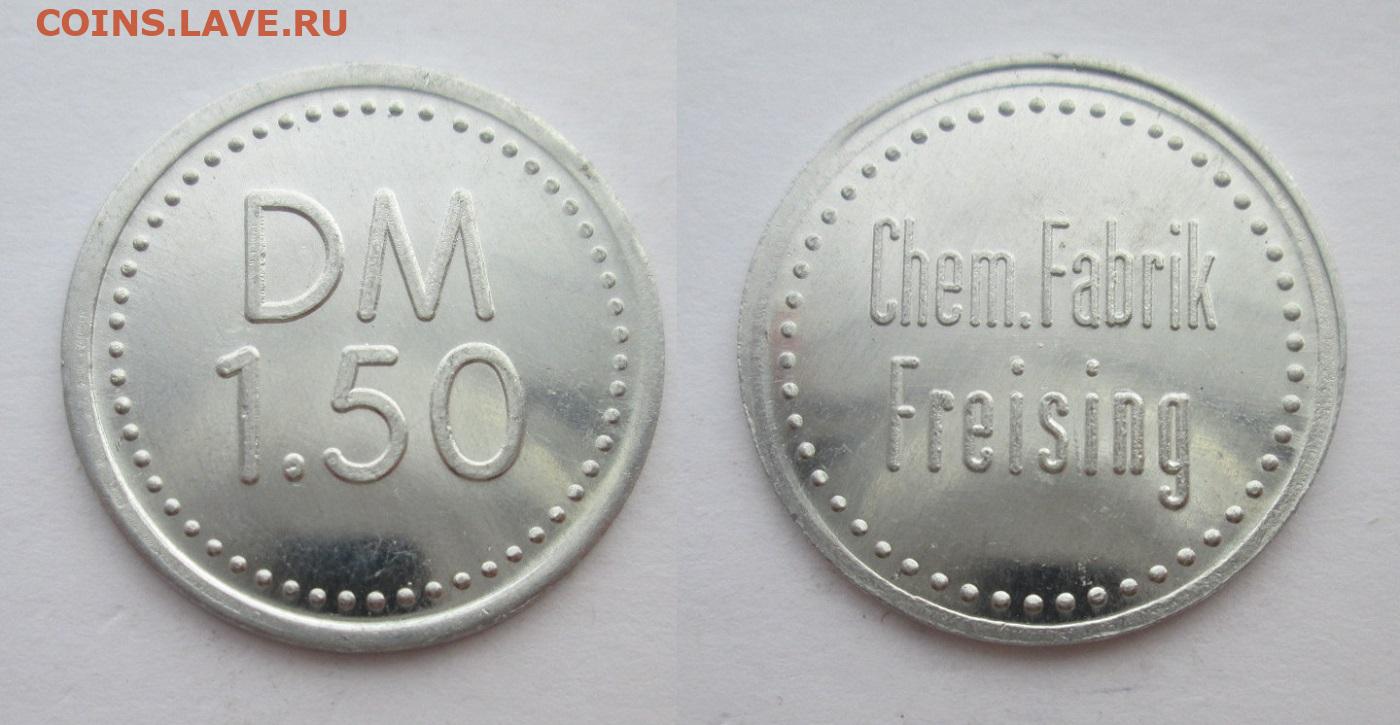 COINS.LAVE.RU
DM
1.50
Chem. Fabrik
Freising